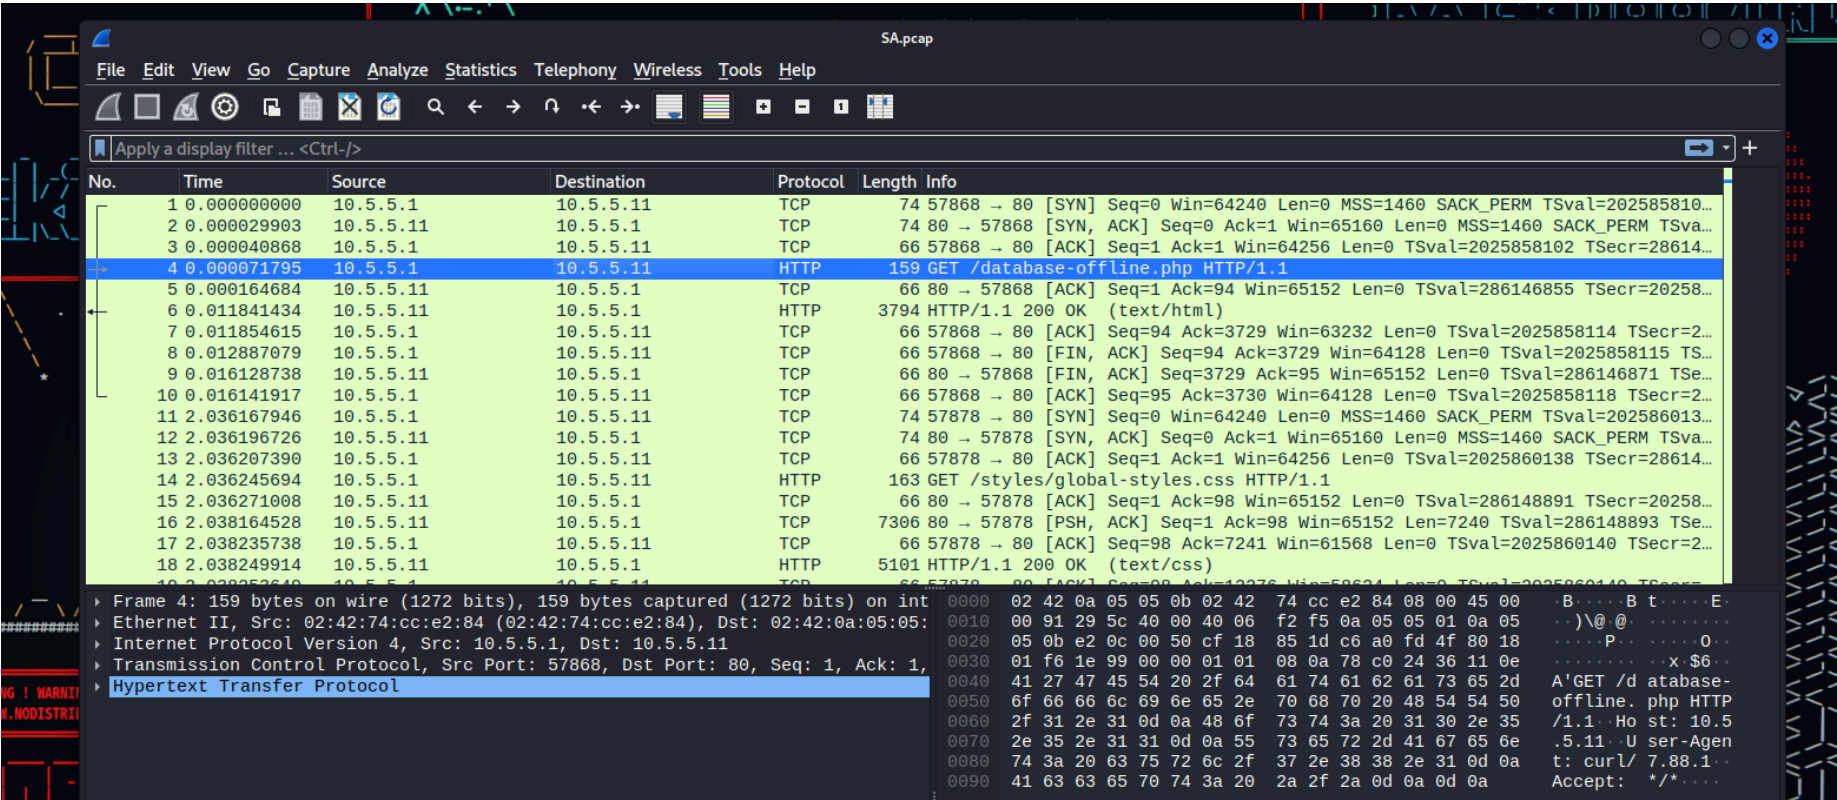 SA.pcap
File Edit View Go Capture Analyze Statistics Telephony Wireless Tools Help
Apply a display filter … <Ctrl-/>
No. Time Source Destination Protocol Length Info
1 0.000000000 10.5.5.1 10.5.5.11 TCP 74 57868 → 80 [SYN] Seq=0 Win=64240 Len=0 MSS=1460 SACK_PERM TSval=202585810…
2 0.000029903 10.5.5.11 10.5.5.1 TCP 74 80 → 57868 [SYN, ACK] Seq=0 Ack=1 Win=65160 Len=0 MSS=1460 SACK_PERM TSva…
3 0.000040868 10.5.5.1 10.5.5.11 TCP 66 57868 → 80 [ACK] Seq=1 Ack=1 Win=64256 Len=0 TSval=2025858102 TSecr=28614…
4 0.000071795 10.5.5.1 10.5.5.11 HTTP 159 GET /database-offline.php HTTP/1.1
5 0.000164684 10.5.5.11 10.5.5.1 TCP 66 80 → 57868 [ACK] Seq=1 Ack=94 Win=65152 Len=0 TSval=286146855 TSecr=20258…
6 0.011841434 10.5.5.11 10.5.5.1 HTTP 3794 HTTP/1.1 200 OK (text/html)
7 0.011854615 10.5.5.1 10.5.5.11 TCP 66 57868 → 80 [ACK] Seq=94 Ack=3729 Win=63232 Len=0 TSval=2025858114 TSecr=2…
8 0.012887079 10.5.5.1 10.5.5.11 TCP 66 57868 → 80 [FIN, ACK] Seq=94 Ack=3729 Win=64128 Len=0 TSval=2025858115 TS…
9 0.016128738 10.5.5.11 10.5.5.1 TCP 66 80 → 57868 [FIN, ACK] Seq=3729 Ack=95 Win=65152 Len=0 TSval=286146871 TSe…
10 0.016141917 10.5.5.1 10.5.5.11 TCP 66 57868 → 80 [ACK] Seq=95 Ack=3730 Win=64128 Len=0 TSval=2025858118 TSecr=2…
11 2.036167946 10.5.5.1 10.5.5.11 TCP 74 57878 → 80 [SYN] Seq=0 Win=64240 Len=0 MSS=1460 SACK_PERM TSval=202586013…
12 2.036196726 10.5.5.11 10.5.5.1 TCP 74 80 → 57878 [SYN, ACK] Seq=0 Ack=1 Win=65160 Len=0 MSS=1460 SACK_PERM TSva…
13 2.036207390 10.5.5.1 10.5.5.11 TCP 66 57878 → 80 [ACK] Seq=1 Ack=1 Win=64256 Len=0 TSval=2025860138 TSecr=28614…
14 2.036245694 10.5.5.1 10.5.5.11 HTTP 163 GET /styles/global-styles.css HTTP/1.1
15 2.036271008 10.5.5.11 10.5.5.1 TCP 66 80 → 57878 [ACK] Seq=1 Ack=98 Win=65152 Len=0 TSval=286148891 TSecr=20258…
16 2.038164528 10.5.5.11 10.5.5.1 TCP 7306 80 → 57878 [PSH, ACK] Seq=1 Ack=98 Win=65152 Len=7240 TSval=286148893 TSe…
17 2.038235738 10.5.5.1 10.5.5.11 TCP 66 57878 → 80 [ACK] Seq=98 Ack=7241 Win=61568 Len=0 TSval=2025860140 TSecr=2…
18 2.038249914 10.5.5.11 10.5.5.1 HTTP 5101 HTTP/1.1 200 OK (text/css)
Frame 4: 159 bytes on wire (1272 bits), 159 bytes captured (1272 bits) on int
Ethernet II, Src: 02:42:74:cc:e2:84 (02:42:74:cc:e2:84), Dst: 02:42:0a:05:05:
Internet Protocol Version 4, Src: 10.5.5.1, Dst: 10.5.5.11
Transmission Control Protocol, Src Port: 57868, Dst Port: 80, Seq: 1, Ack: 1,
Hypertext Transfer Protocol
0000 02 42 0a 05 05 0b 02 42 74 cc e2 84 08 00 45 00 ·B·····B t·····E·
0010 00 91 29 5c 40 00 40 06 f2 f5 0a 05 05 01 0a 05 ··)\@·@· ········
0020 05 0b e2 0c 00 50 cf 18 85 1d c6 a0 fd 4f 80 18 ·····P·· ·····O··
0030 01 f6 1e 99 00 00 01 01 08 0a 78 c0 24 36 11 0e ········ ··x·$6··
0040 41 27 47 45 54 20 2f 64 61 74 61 62 61 73 65 2d A'GET /d atabase-
0050 6f 66 66 6c 69 6e 65 2e 70 68 70 20 48 54 54 50 offline. php HTTP
0060 2f 31 2e 31 0d 0a 48 6f 73 74 3a 20 31 30 2e 35 /1.1··Ho st: 10.5
0070 2e 35 2e 31 31 0d 0a 55 73 65 72 2d 41 67 65 6e .5.11··U ser-Agen
0080 74 3a 20 63 75 72 6c 2f 37 2e 38 38 2e 31 0d 0a t: curl/ 7.88.1··
0090 41 63 63 65 70 74 3a 20 2a 2f 2a 0d 0a 0d 0a Accept: */*····
NG ! WARNI
W.NODISTRI